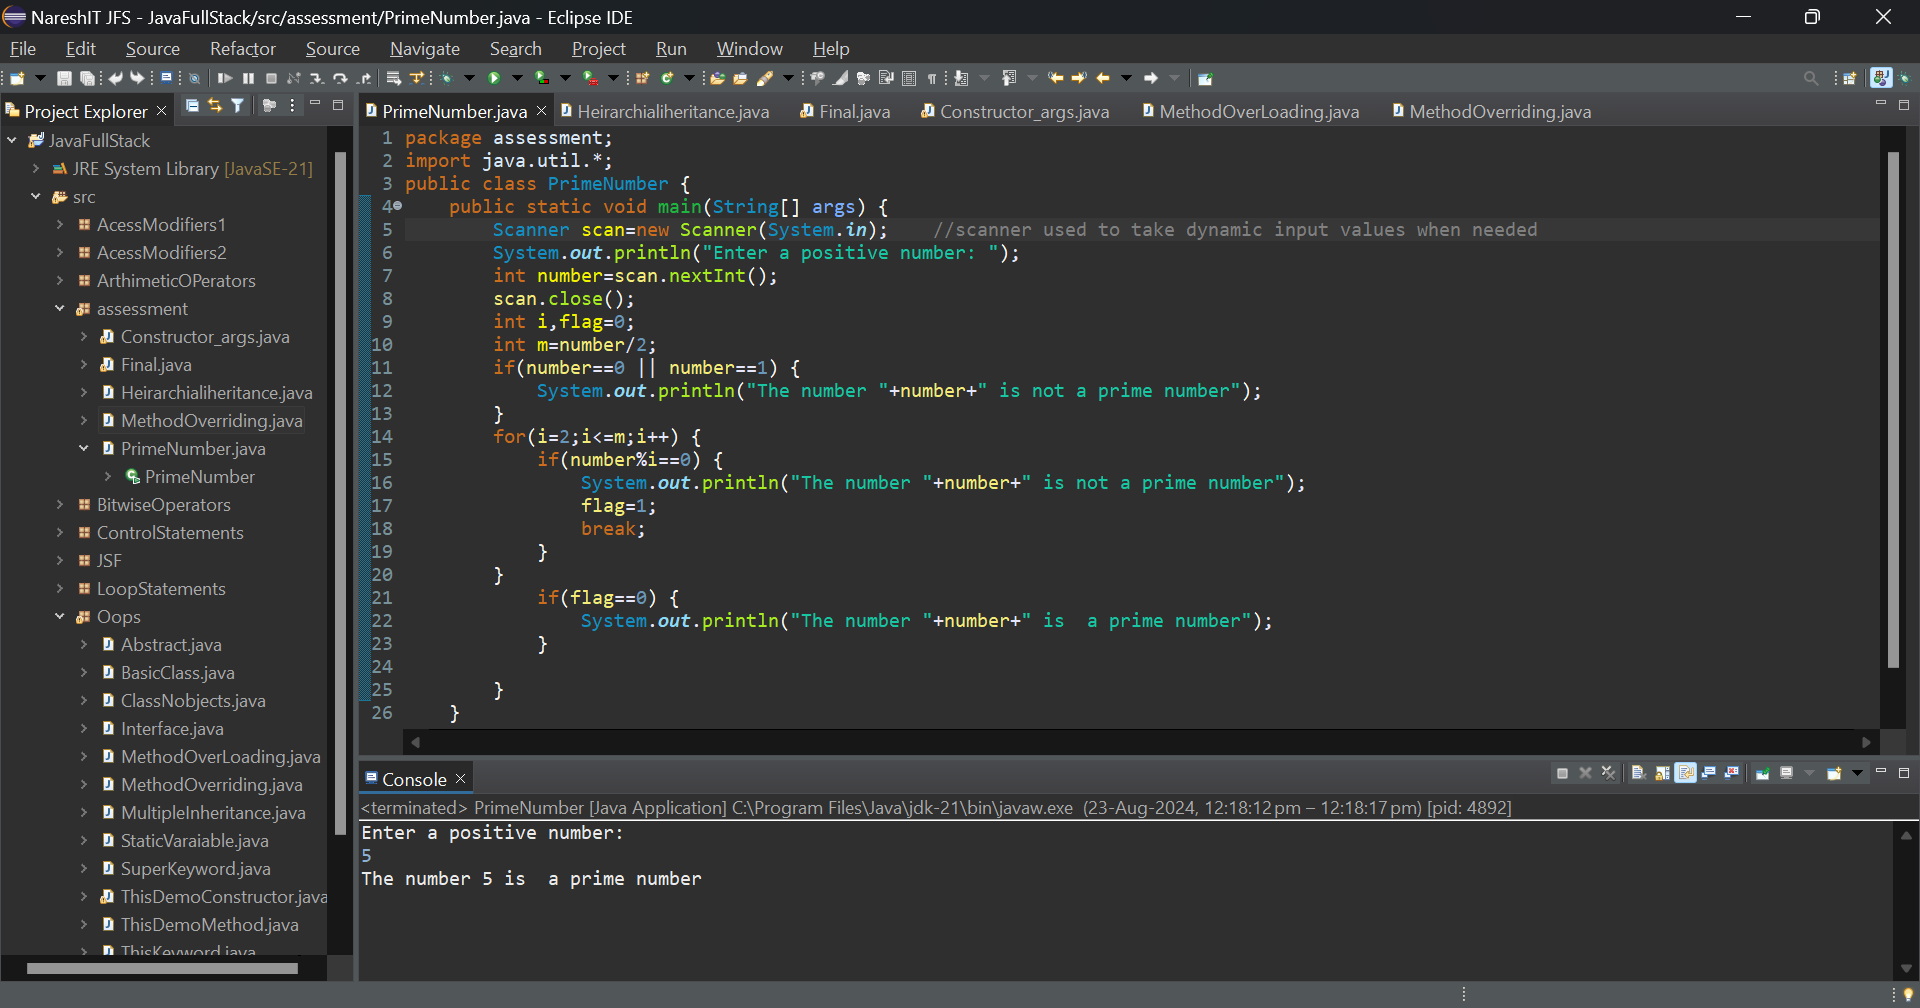 NareshIT JFS - JavaFullStack/src/assessment/PrimeNumber.java - Eclipse IDE
File Edit Source Refactor Source Navigate Search Project Run Window Help
Project Explorer
JavaFullStack
JRE System Library [JavaSE-21]
src
AcessModifiers1
AcessModifiers2
ArthimeticOPerators
assessment
Constructor_args.java
Final.java
Heirarchialiheritance.java
MethodOverriding.java
PrimeNumber.java
PrimeNumber
BitwiseOperators
ControlStatements
JSF
LoopStatements
Oops
Abstract.java
BasicClass.java
ClassNobjects.java
Interface.java
MethodOverLoading.java
MethodOverriding.java
MultipleInheritance.java
StaticVaraiable.java
SuperKeyword.java
ThisDemoConstructor.java
ThisDemoMethod.java
ThisKeyword.java
PrimeNumber.java Heirarchialiheritance.java Final.java Constructor_args.java MethodOverLoading.java MethodOverriding.java
1 package assessment;
2 import java.util.*;
3 public class PrimeNumber {
4 public static void main(String[] args) {
5 Scanner scan=new Scanner(System.in); //scanner used to take dynamic input values when needed
6 System.out.println("Enter a positive number: ");
7 int number=scan.nextInt();
8 scan.close();
9 int i,flag=0;
10 int m=number/2;
11 if(number==0 || number==1) {
12 System.out.println("The number "+number+" is not a prime number");
13 }
14 for(i=2;i<=m;i++) {
15 if(number%i==0) {
16 System.out.println("The number "+number+" is not a prime number");
17 flag=1;
18 break;
19 }
20 }
21 if(flag==0) {
22 System.out.println("The number "+number+" is  a prime number");
23 }
24
25 }
26 }
Console
<terminated> PrimeNumber [Java Application] C:\Program Files\Java\jdk-21\bin\javaw.exe (23-Aug-2024, 12:18:12 pm – 12:18:17 pm) [pid: 4892]
Enter a positive number:
5
The number 5 is  a prime number